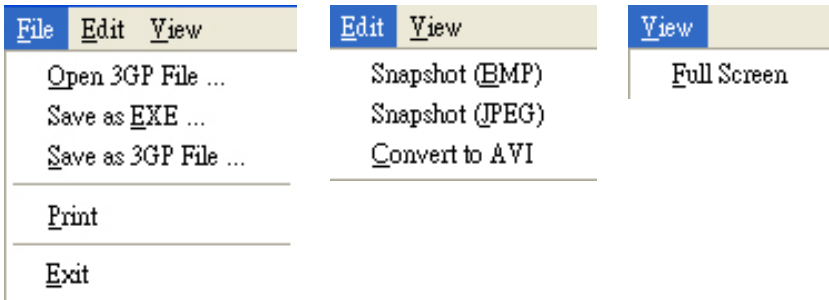 File Edit View
Open 3GP File ...
Save as EXE ...
Save as 3GP File ...
Print
Exit
Edit View
Snapshot (BMP)
Snapshot (JPEG)
Convert to AVI
View
Full Screen